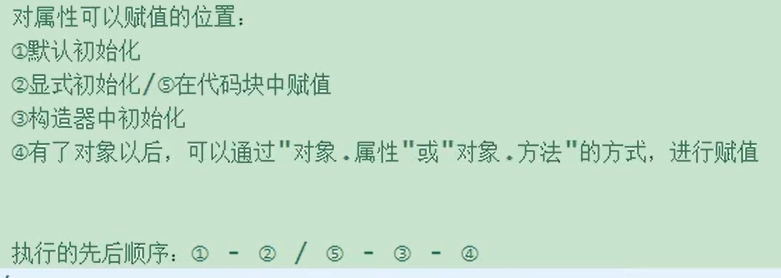 对属性可以赋值的位置：
①默认初始化
②显式初始化/⑤在代码块中赋值
③构造器中初始化
④有了对象以后，可以通过"对象.属性"或"对象.方法"的方式，进行赋值
执行的先后顺序：① - ② / ⑤ - ③ - ④